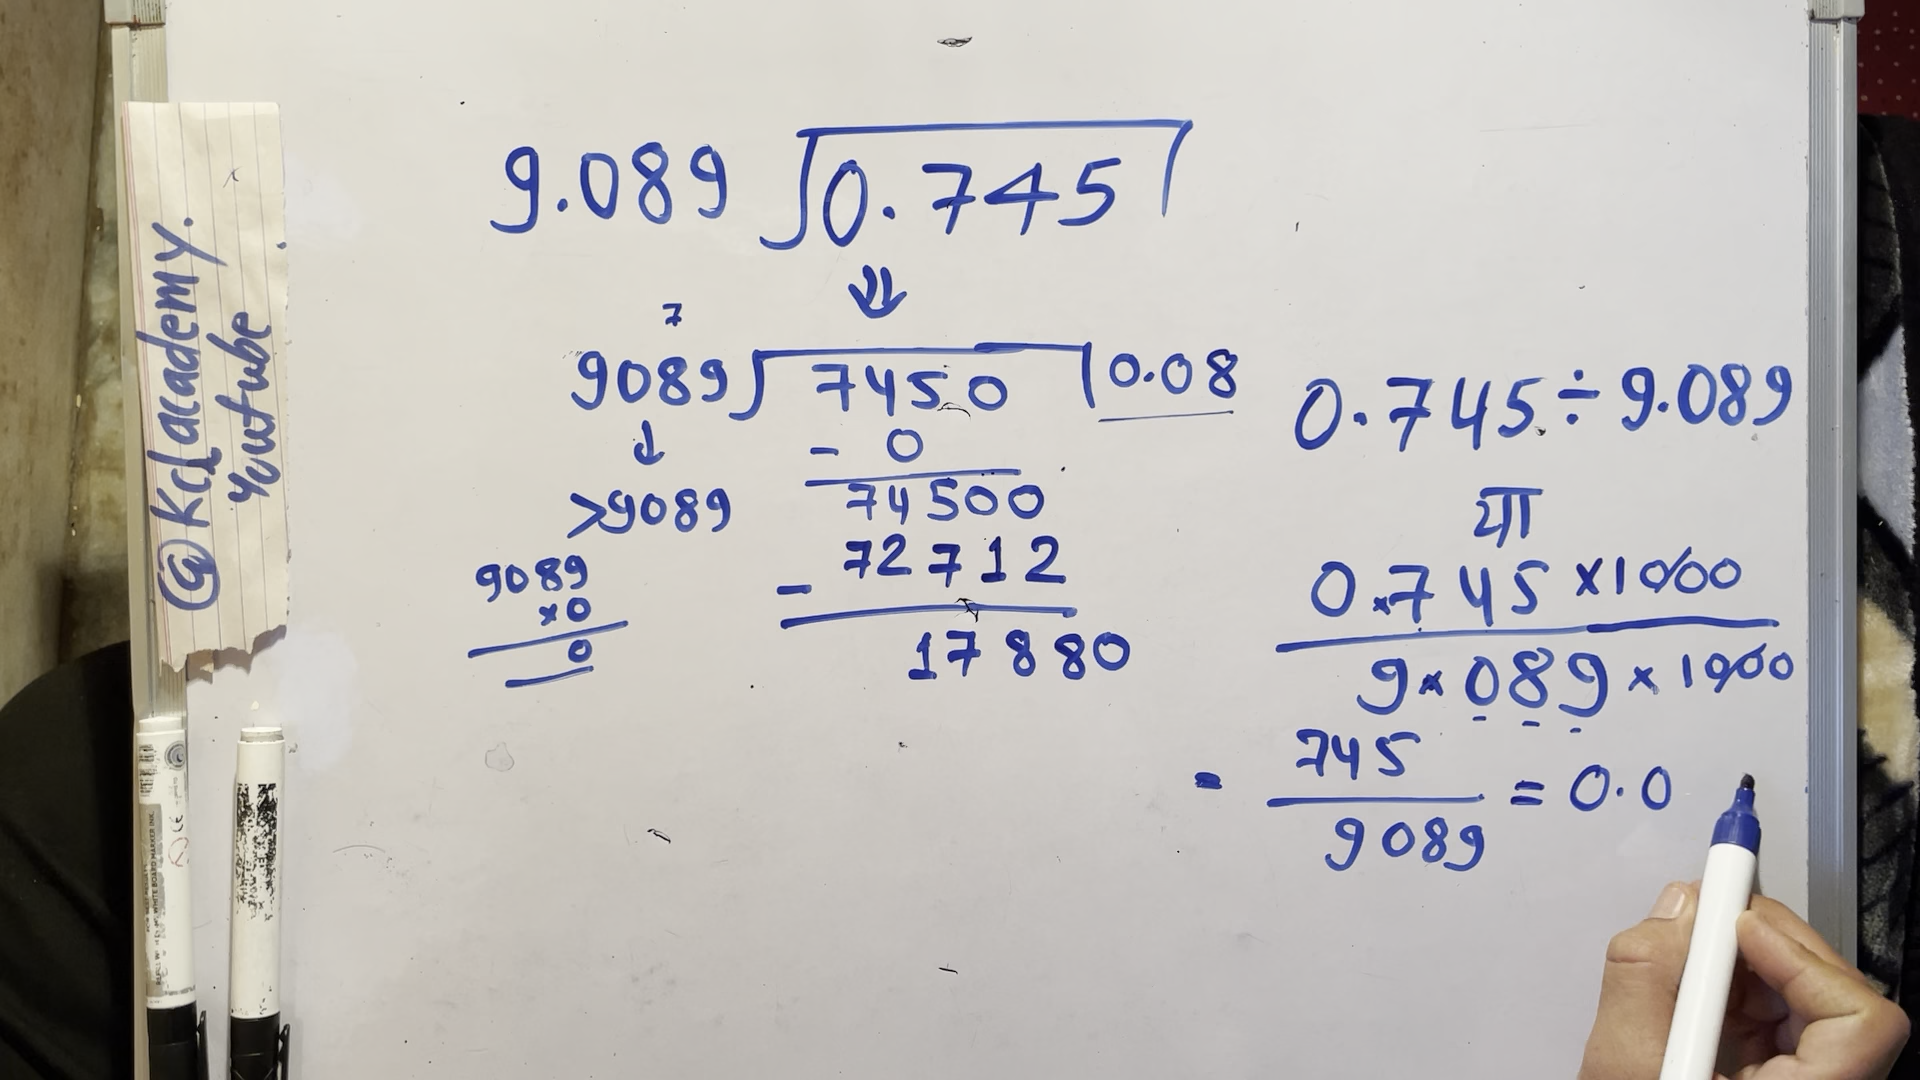 @Kclacademy.
Youtube
9.089 0.745
7
9089 7450 0.08
- 0
>9089 74500
- 72712
17880
9089
×0
0
0.745÷9.089
या
0.745×1000
9.089×1000
= 745
9089 = 0.0